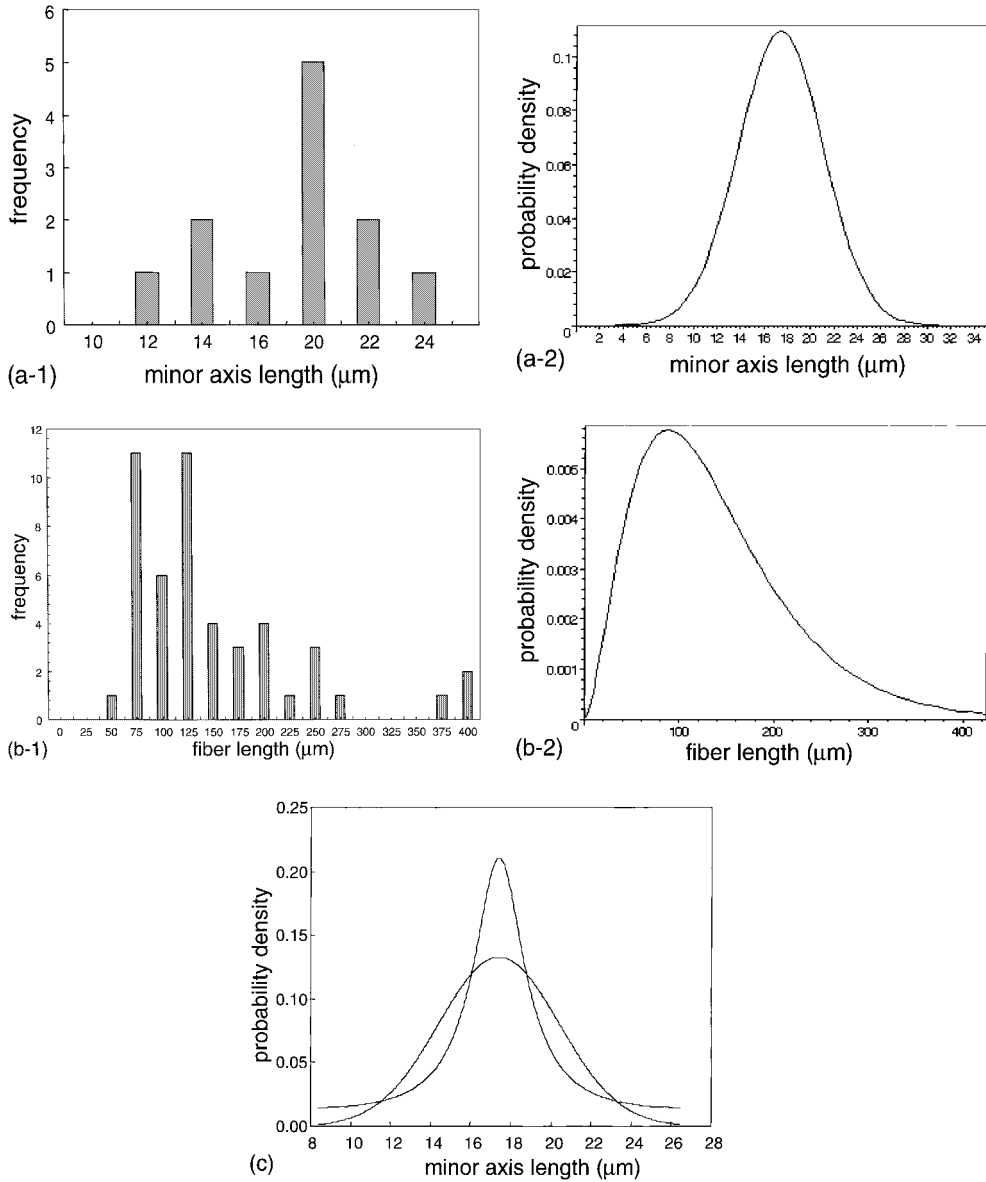 6
5
4
3
2
1
0
frequency
10 12 14 16 20 22 24
minor axis length (μm)
(a-1)
0.1
0.08
0.06
0.04
0.02
0
probability density
2 4 6 8 10 12 14 16 18 20 22 24 26 28 30 32 34
minor axis length (μm)
(a-2)
12
10
8
6
4
2
0
frequency
0 25 50 75 100 125 150 175 200 225 250 275 300 325 375 400
fiber length (μm)
(b-1)
0.005
0.004
0.003
0.002
0.001
0
probability density
100 200 300 400
fiber length (μm)
(b-2)
0.25
0.20
0.15
0.10
0.05
0.00
probability density
8 10 12 14 16 18 20 22 24 26 28
minor axis length (μm)
(c)